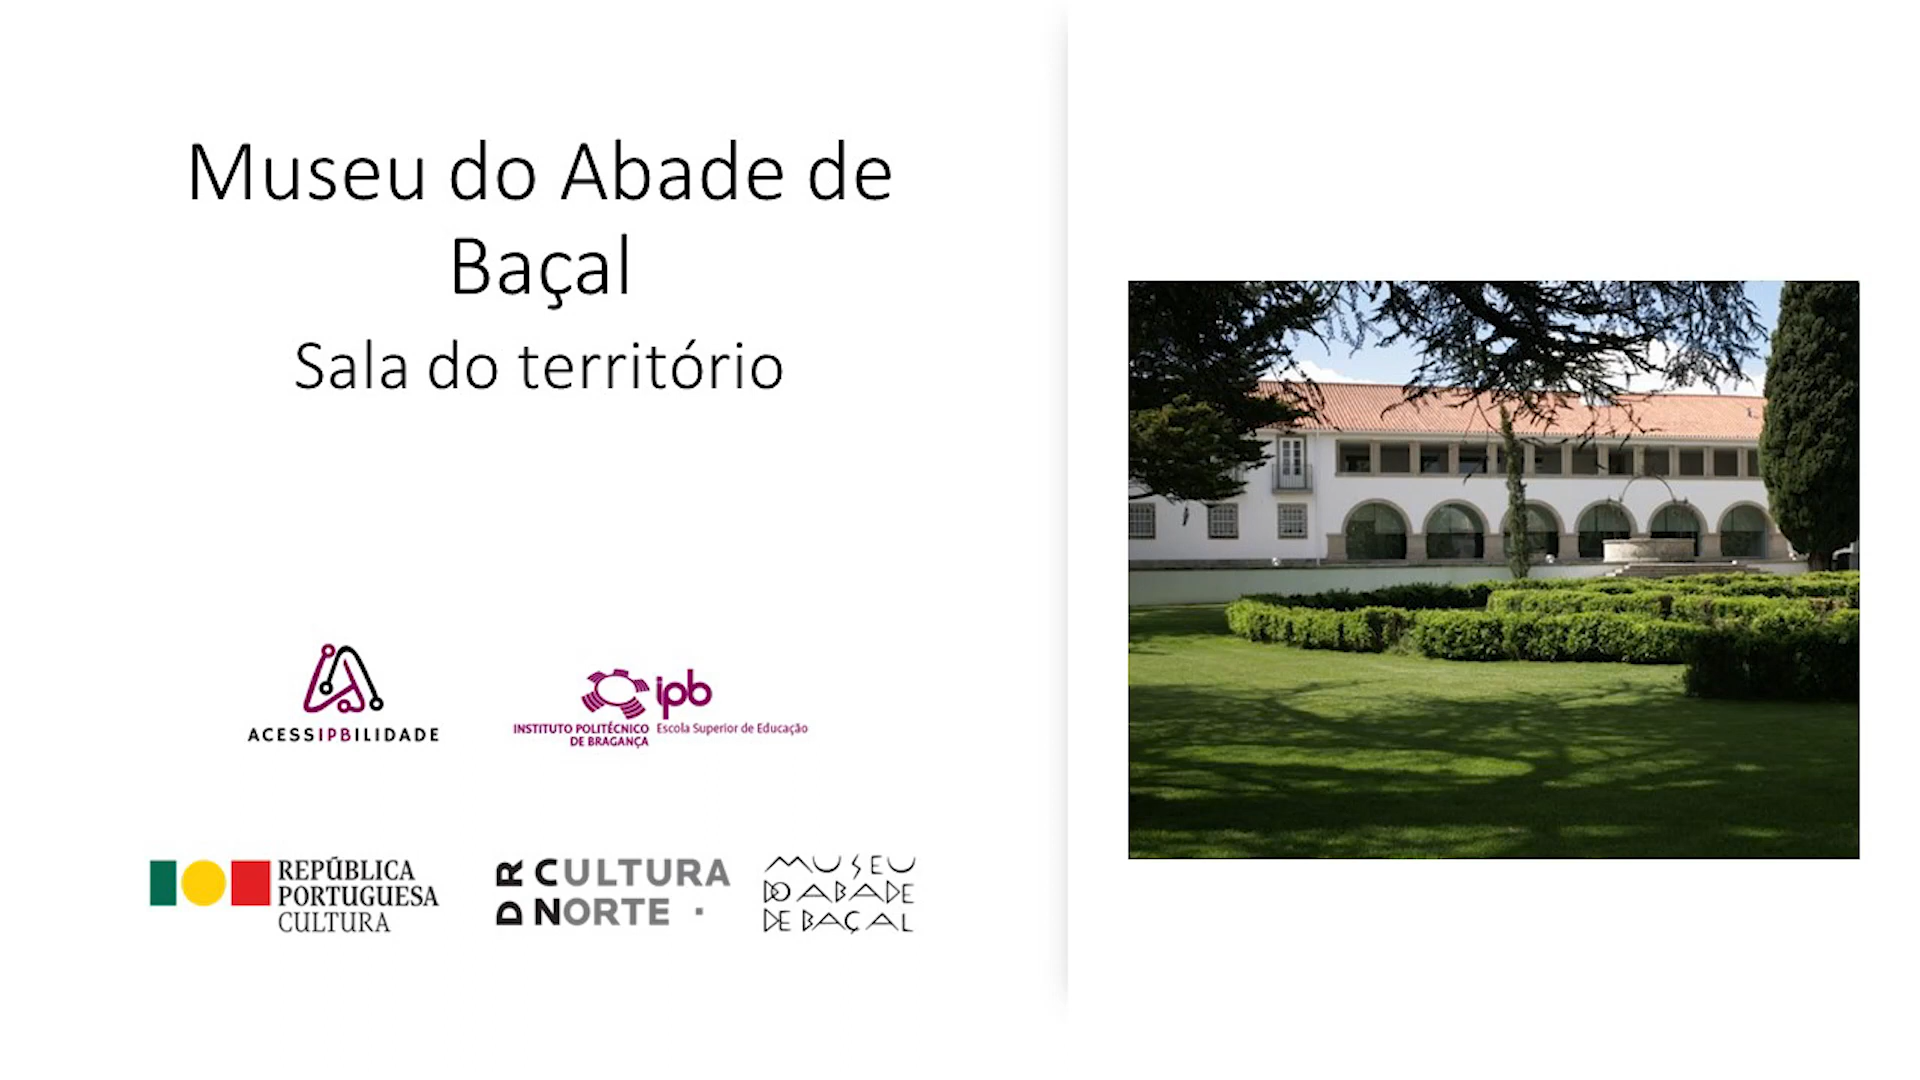 Museu do Abade de
Baçal
Sala do território
ACESSIPBILIDADE
ipb
INSTITUTO POLITÉCNICO
DE BRAGANÇA
Escola Superior de Educação
REPÚBLICA
PORTUGUESA
CULTURA
DR CULTURA
NORTE
MUSEU
DO ABADE
DE BAÇAL